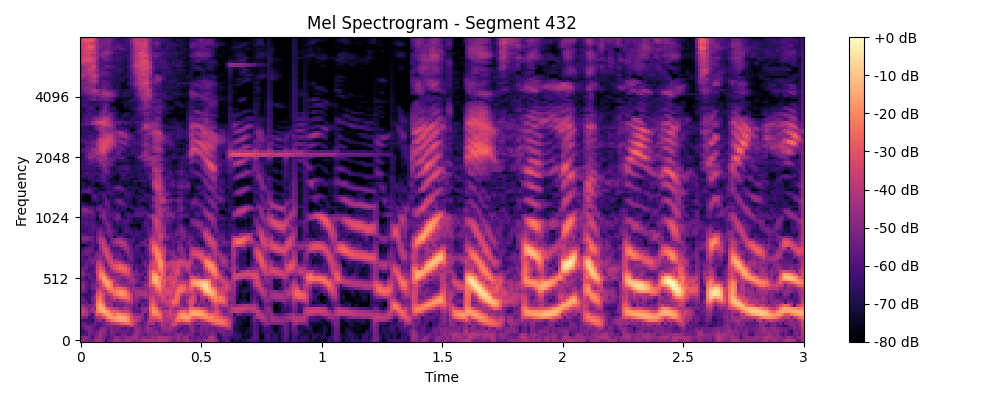 Mel Spectrogram - Segment 432
Frequency
4096
2048
1024
512
0
0
0.5
1
1.5
2
2.5
3
Time
+0 dB
-10 dB
-20 dB
-30 dB
-40 dB
-50 dB
-60 dB
-70 dB
-80 dB